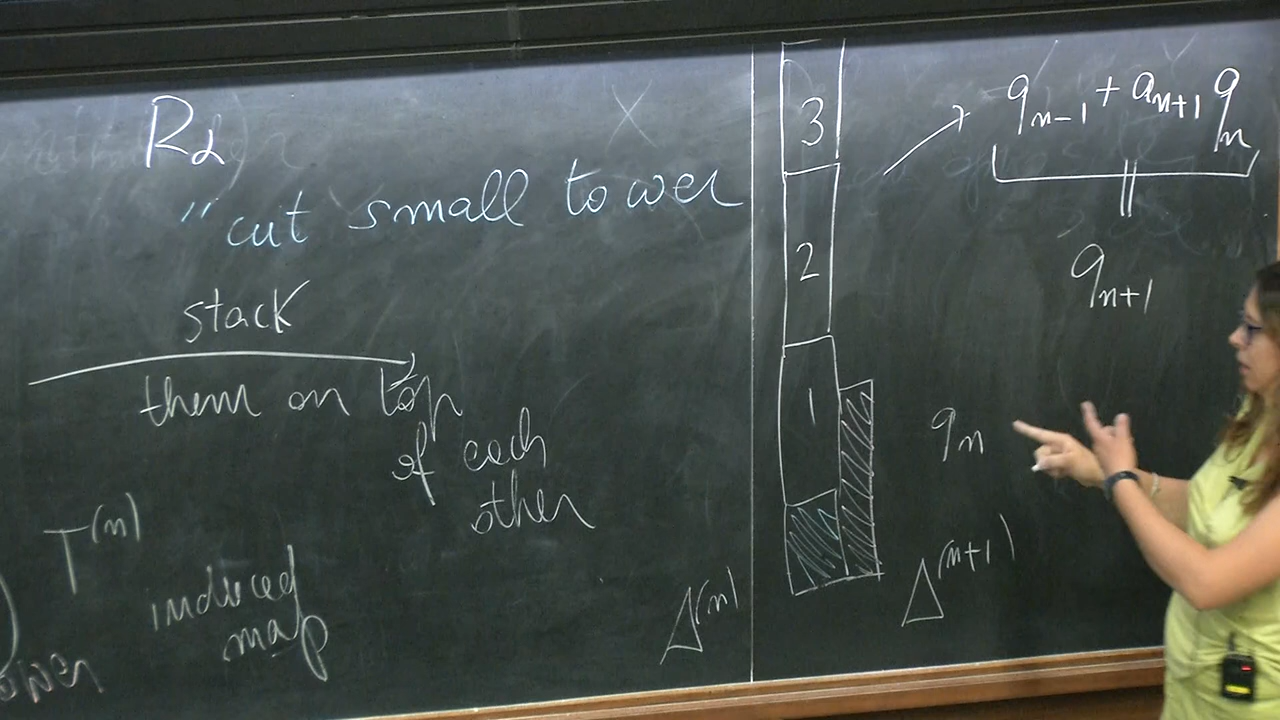 Rα
"cut small tower
stack
them on top
of each
other
T^(n)
induced
map
Δ^(n)
3
2
1
q_{n-1} + a_{n+1} q_n
q_{n+1}
q_n
Δ^(n+1)